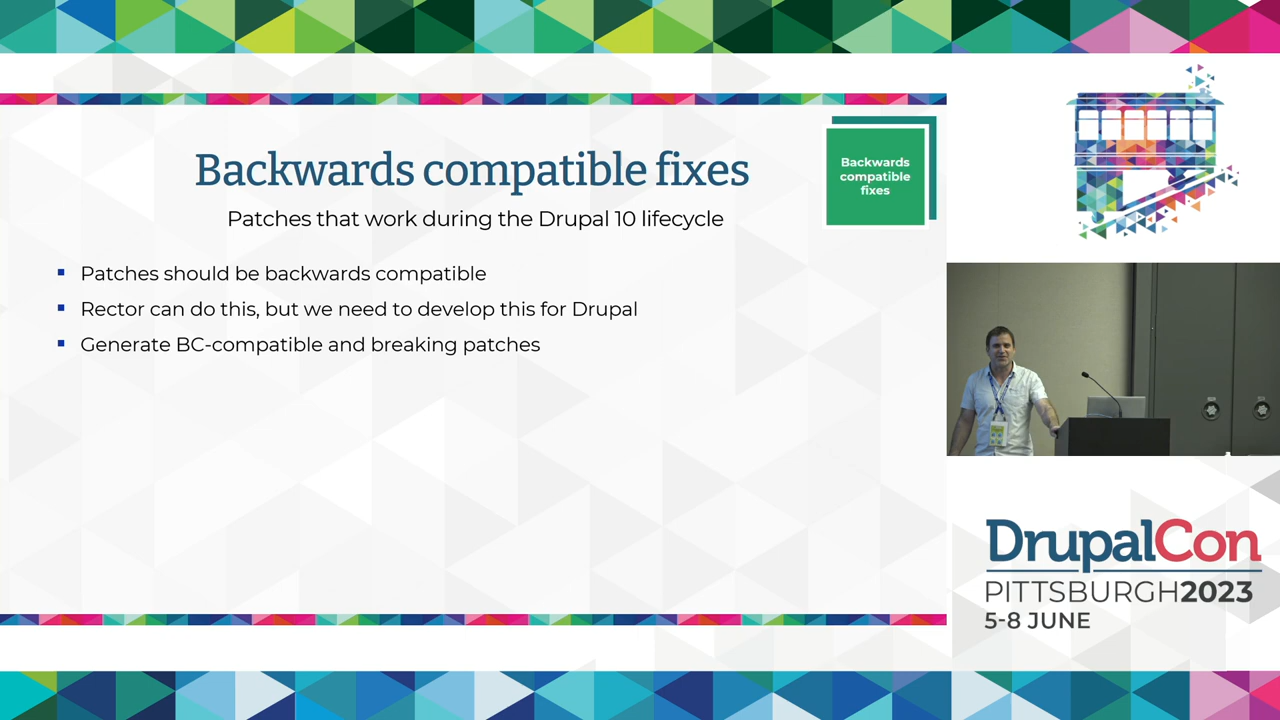 Backwards compatible fixes
Patches that work during the Drupal 10 lifecycle
Backwards
compatible
fixes
▪ Patches should be backwards compatible
▪ Rector can do this, but we need to develop this for Drupal
▪ Generate BC-compatible and breaking patches
DrupalCon
PITTSBURGH2023
5-8 JUNE